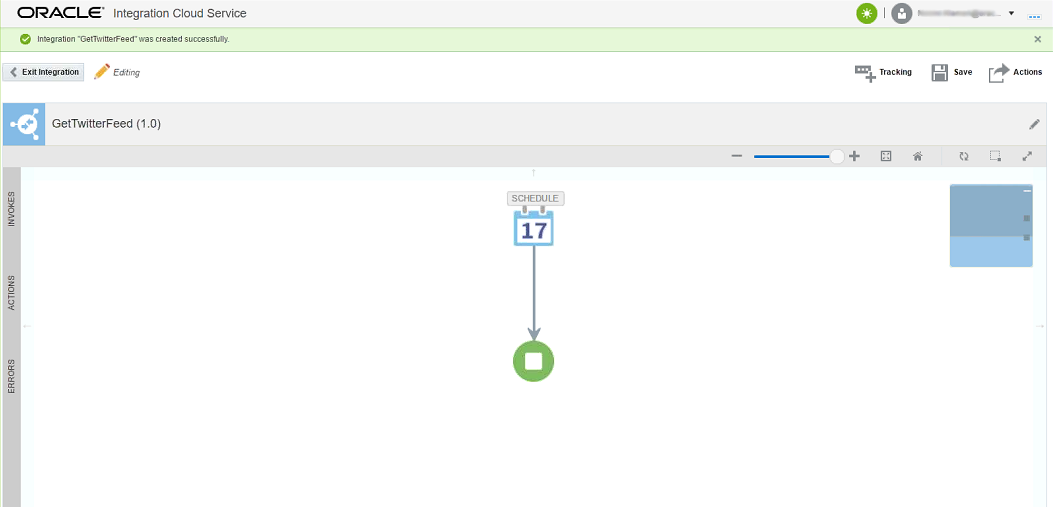 ORACLE Integration Cloud Service
Integration "GetTwitterFeed" was created successfully.
Exit Integration Editing Tracking Save Actions
GetTwitterFeed (1.0)
INVOKES
ACTIONS
ERRORS
SCHEDULE
17